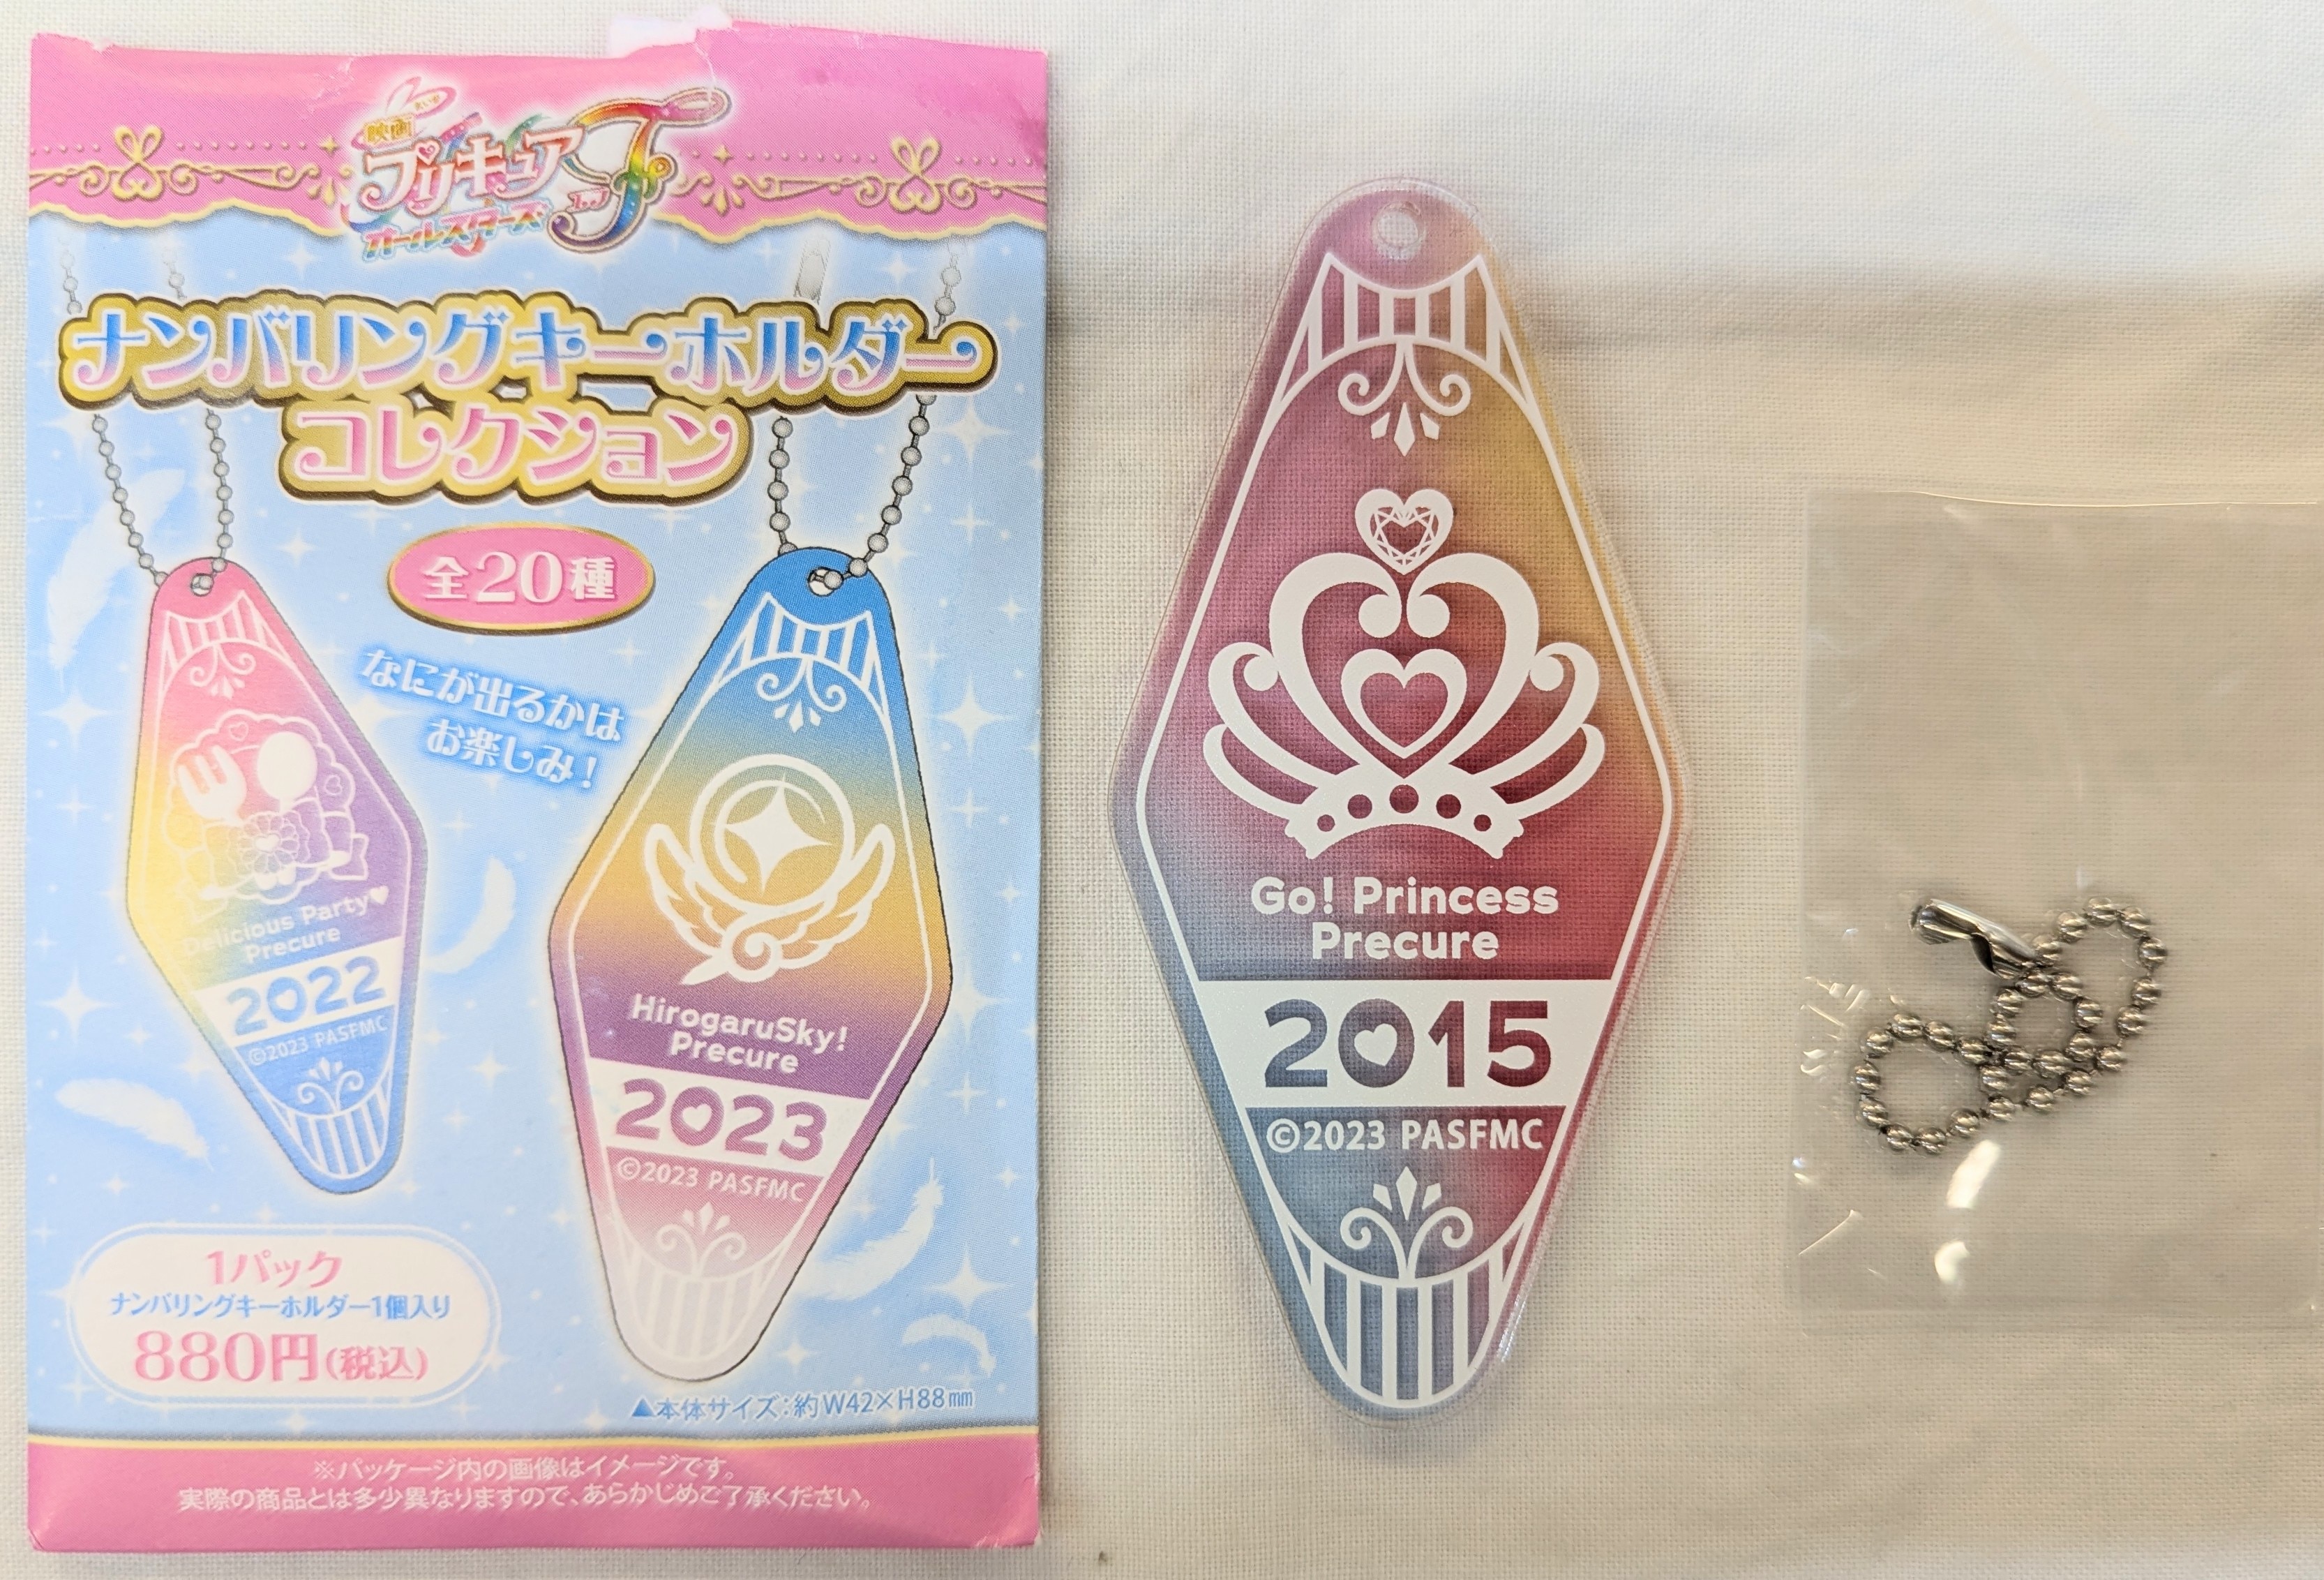 映画
プリキュア
オールスターズ
F
ナンバリングキーホルダー
コレクション
全20種
なにが出るかは
お楽しみ!
Delicious Party♥
Precure
2022
©2023 PASFMC
HirogaruSky!
Precure
2023
©2023 PASFMC
1パック
ナンバリングキーホルダー1個入り
880円(税込)
▲本体サイズ:約W42×H88㎜
※パッケージ内の画像はイメージです。
実際の商品とは多少異なりますので、あらかじめご了承ください。
Go! Princess
Precure
2015
©2023 PASFMC